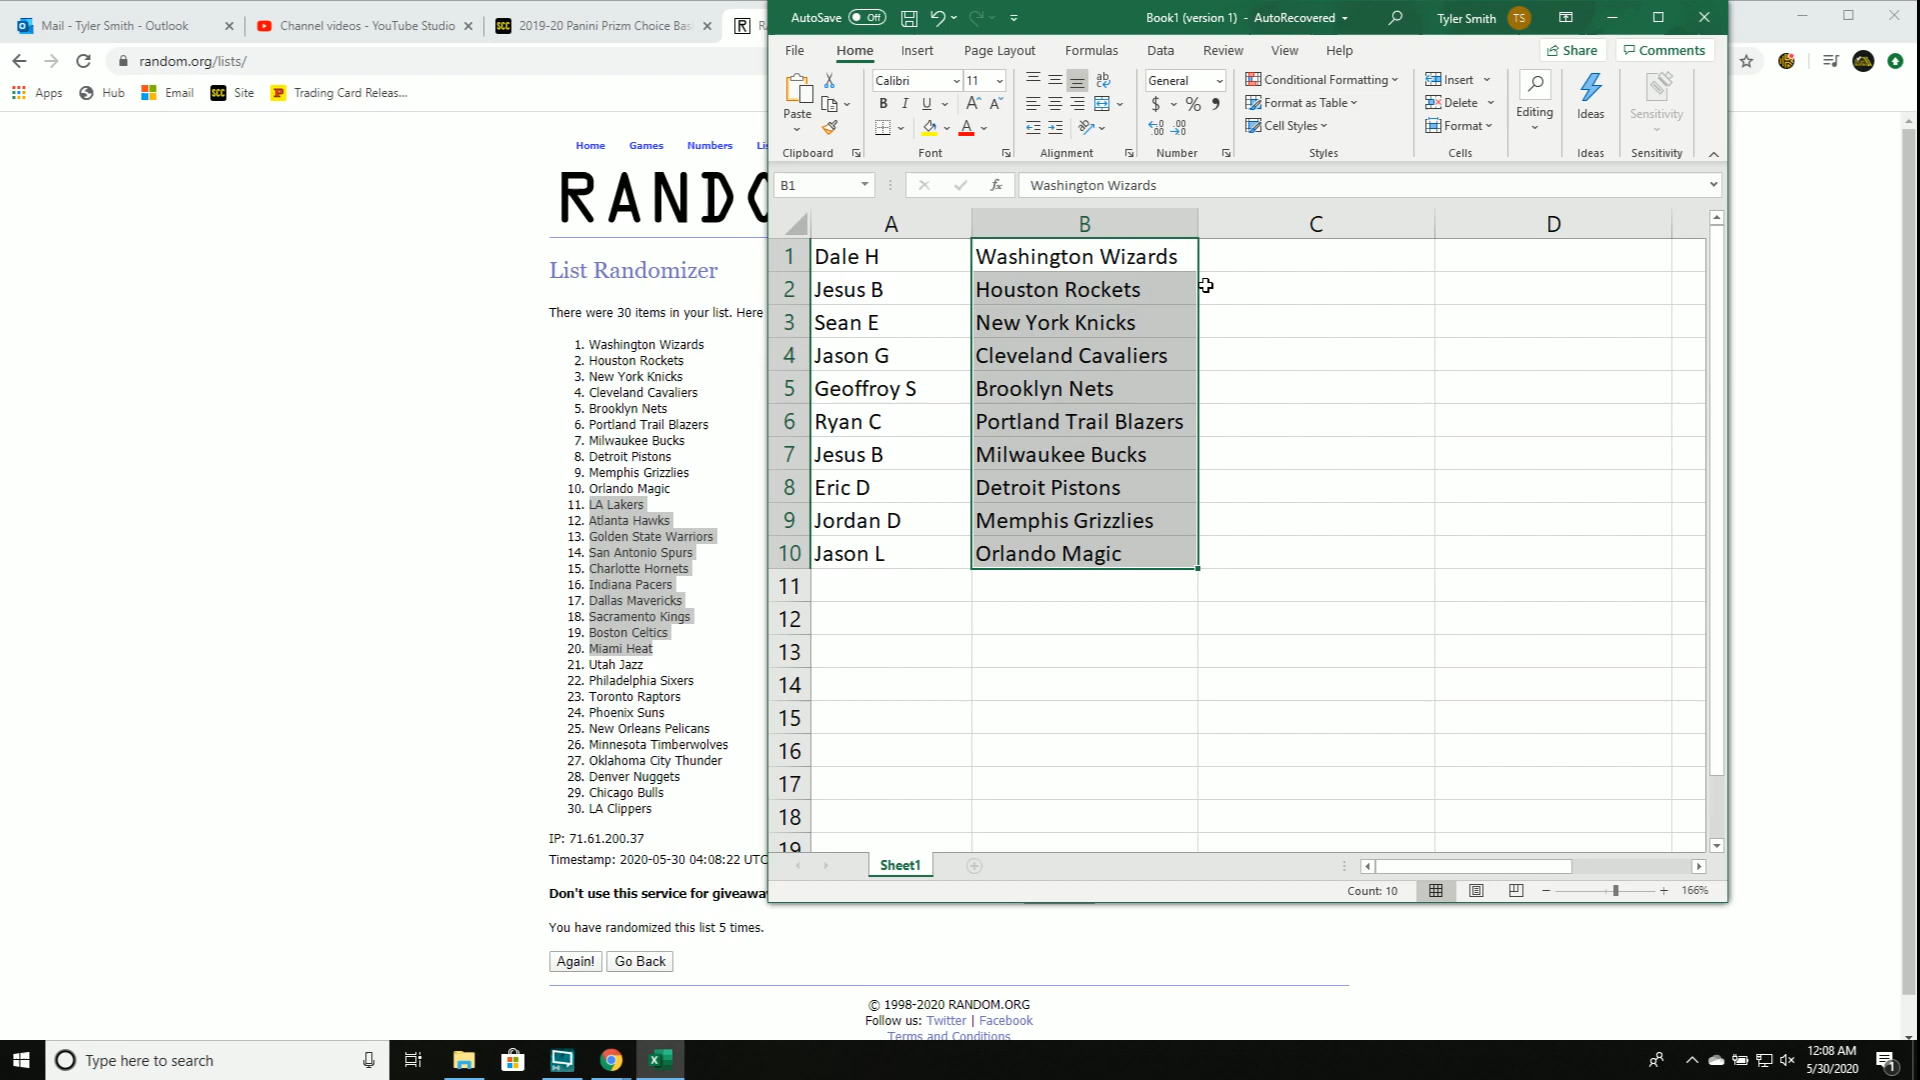 Mail - Tyler Smith - Outlook
Channel videos - YouTube Studio
SCC 2019-20 Panini Prizm Choice Bas
R
AutoSave Off
Book1 (version 1) - AutoRecovered
Tyler Smith TS
random.org/lists/
File Home Insert Page Layout Formulas Data Review View Help Share Comments
Apps Hub Email SCC Site Trading Card Releas...
Paste
Calibri 11
B I U
General
$ %
Conditional Formatting
Format as Table
Cell Styles
Insert
Delete
Format
Editing
Ideas
Sensitivity
Clipboard Font Alignment Number Styles Cells Ideas Sensitivity
B1 fx Washington Wizards
A B C D
1 Dale H Washington Wizards
2 Jesus B Houston Rockets
3 Sean E New York Knicks
4 Jason G Cleveland Cavaliers
5 Geoffroy S Brooklyn Nets
6 Ryan C Portland Trail Blazers
7 Jesus B Milwaukee Bucks
8 Eric D Detroit Pistons
9 Jordan D Memphis Grizzlies
10 Jason L Orlando Magic
11
12
13
14
15
16
17
18
19
Sheet1
Count: 10 166%
Home Games Numbers Li
RANDO
List Randomizer
There were 30 items in your list. Here
1. Washington Wizards
2. Houston Rockets
3. New York Knicks
4. Cleveland Cavaliers
5. Brooklyn Nets
6. Portland Trail Blazers
7. Milwaukee Bucks
8. Detroit Pistons
9. Memphis Grizzlies
10. Orlando Magic
11. LA Lakers
12. Atlanta Hawks
13. Golden State Warriors
14. San Antonio Spurs
15. Charlotte Hornets
16. Indiana Pacers
17. Dallas Mavericks
18. Sacramento Kings
19. Boston Celtics
20. Miami Heat
21. Utah Jazz
22. Philadelphia Sixers
23. Toronto Raptors
24. Phoenix Suns
25. New Orleans Pelicans
26. Minnesota Timberwolves
27. Oklahoma City Thunder
28. Denver Nuggets
29. Chicago Bulls
30. LA Clippers
IP: 71.61.200.37
Timestamp: 2020-05-30 04:08:22 UTC
Don't use this service for giveawa
You have randomized this list 5 times.
Again! Go Back
© 1998-2020 RANDOM.ORG
Follow us: Twitter | Facebook
Terms and Conditions
Type here to search
12:08 AM
5/30/2020
1